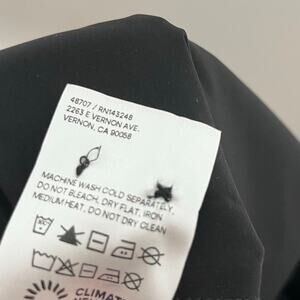 48707 / RN143248
2263 E VERNON AVE.
VERNON, CA 90058
MACHINE WASH COLD SEPARATELY.
DO NOT BLEACH. DRY FLAT. IRON
MEDIUM HEAT. DO NOT DRY CLEAN
CLIMATE